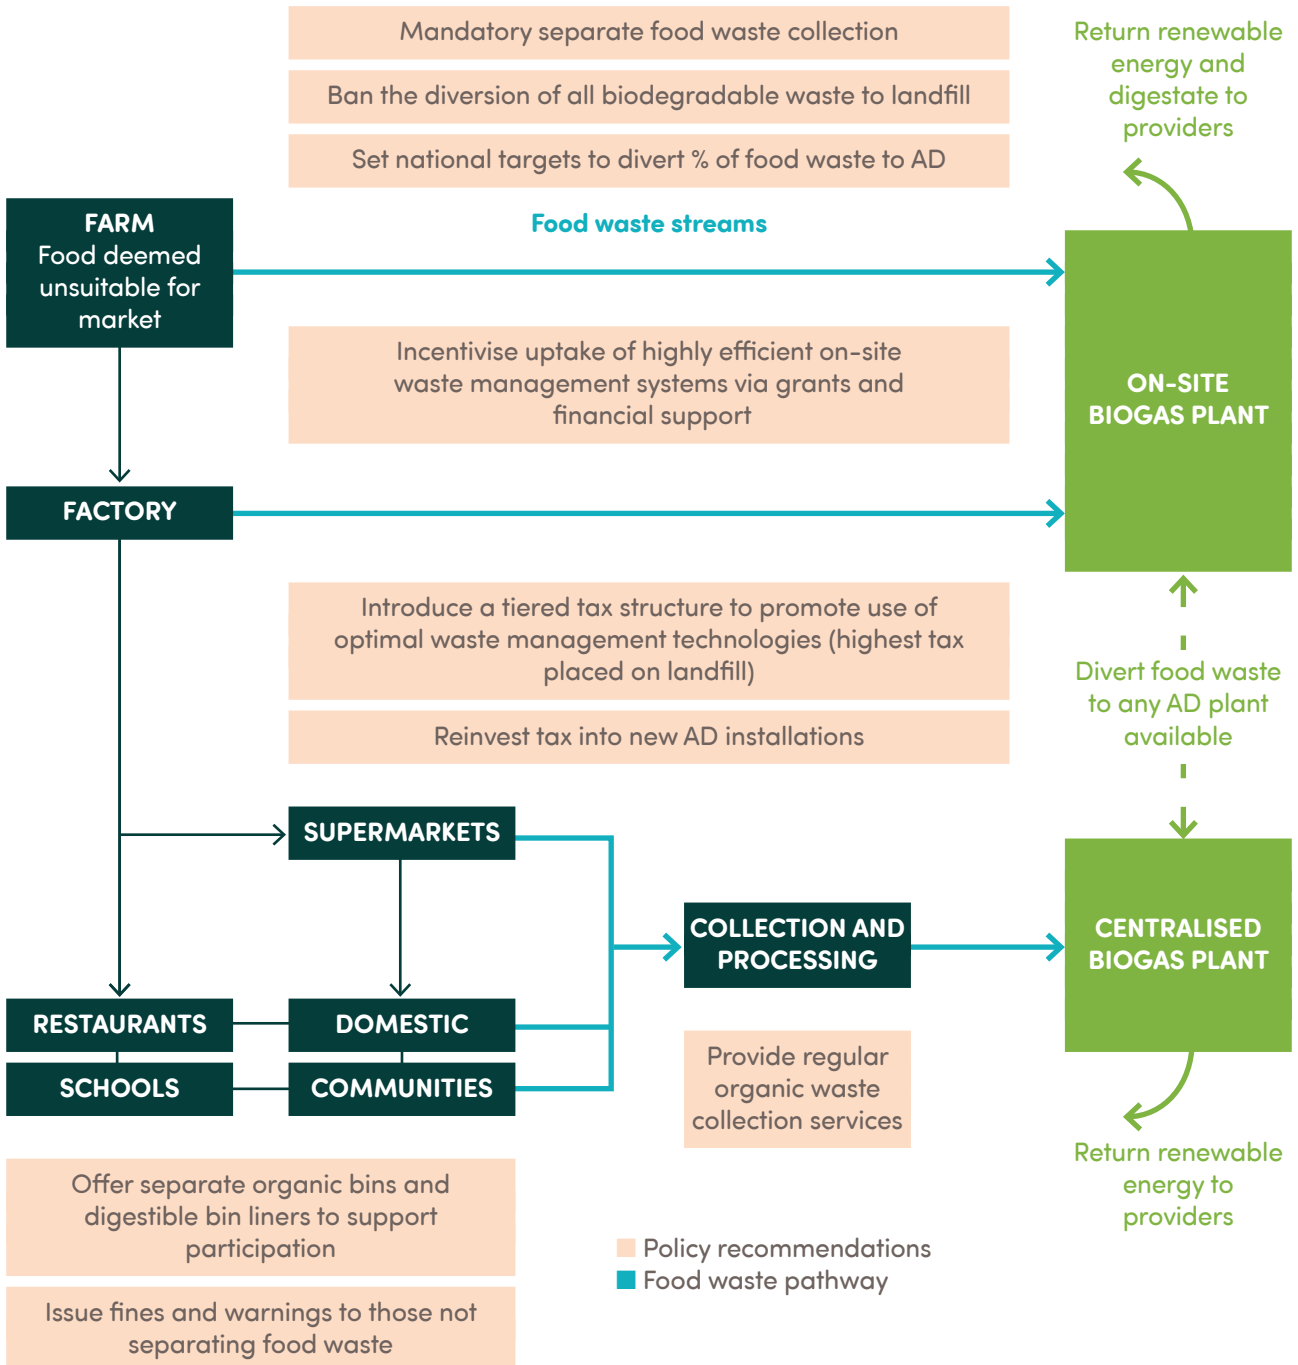 Mandatory separate food waste collection
Ban the diversion of all biodegradable waste to landfill
Set national targets to divert % of food waste to AD
Return renewable
energy and
digestate to
providers
FARM
Food deemed
unsuitable for
market
Food waste streams
Incentivise uptake of highly efficient on-site
waste management systems via grants and
financial support
ON-SITE
BIOGAS PLANT
FACTORY
Introduce a tiered tax structure to promote use of
optimal waste management technologies (highest tax
placed on landfill)
Reinvest tax into new AD installations
Divert food waste
to any AD plant
available
SUPERMARKETS
COLLECTION AND
PROCESSING
CENTRALISED
BIOGAS PLANT
RESTAURANTS
DOMESTIC
SCHOOLS
COMMUNITIES
Provide regular
organic waste
collection services
Return renewable
energy to
providers
Offer separate organic bins and
digestible bin liners to support
participation
Issue fines and warnings to those not
separating food waste
Policy recommendations
Food waste pathway